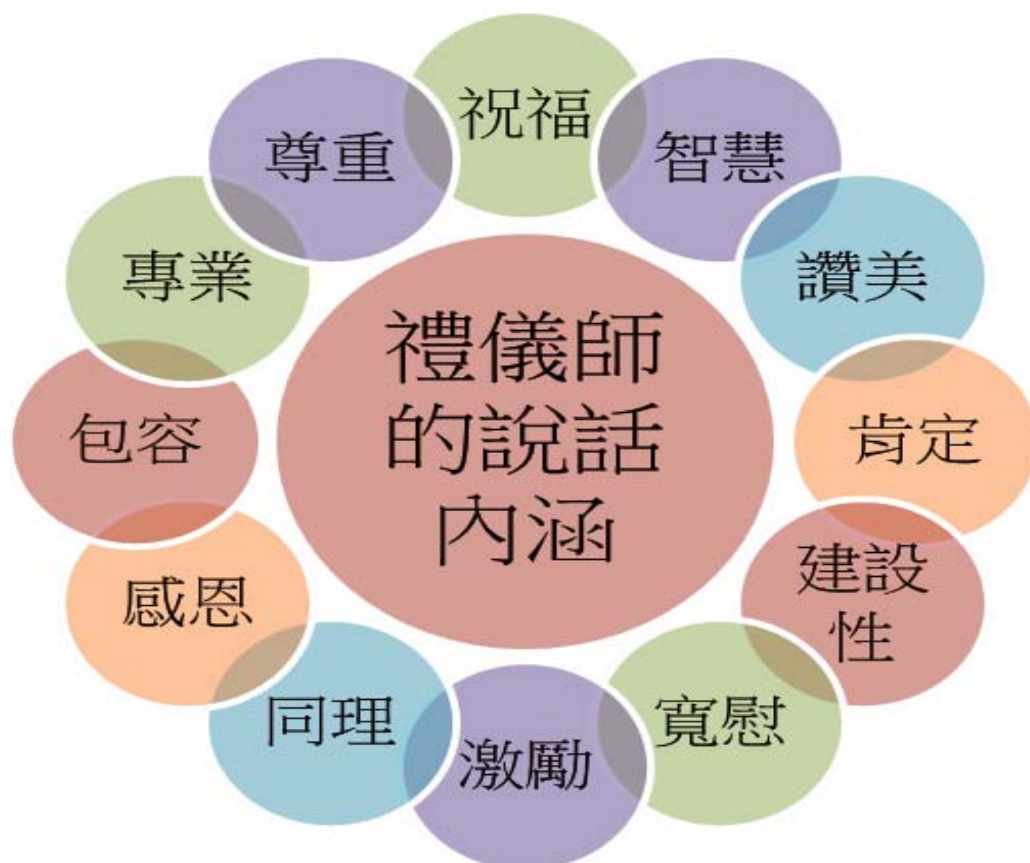 禮儀師
的說話
內涵
祝福
智慧
讚美
肯定
建設
性
寬慰
激勵
同理
感恩
包容
專業
尊重